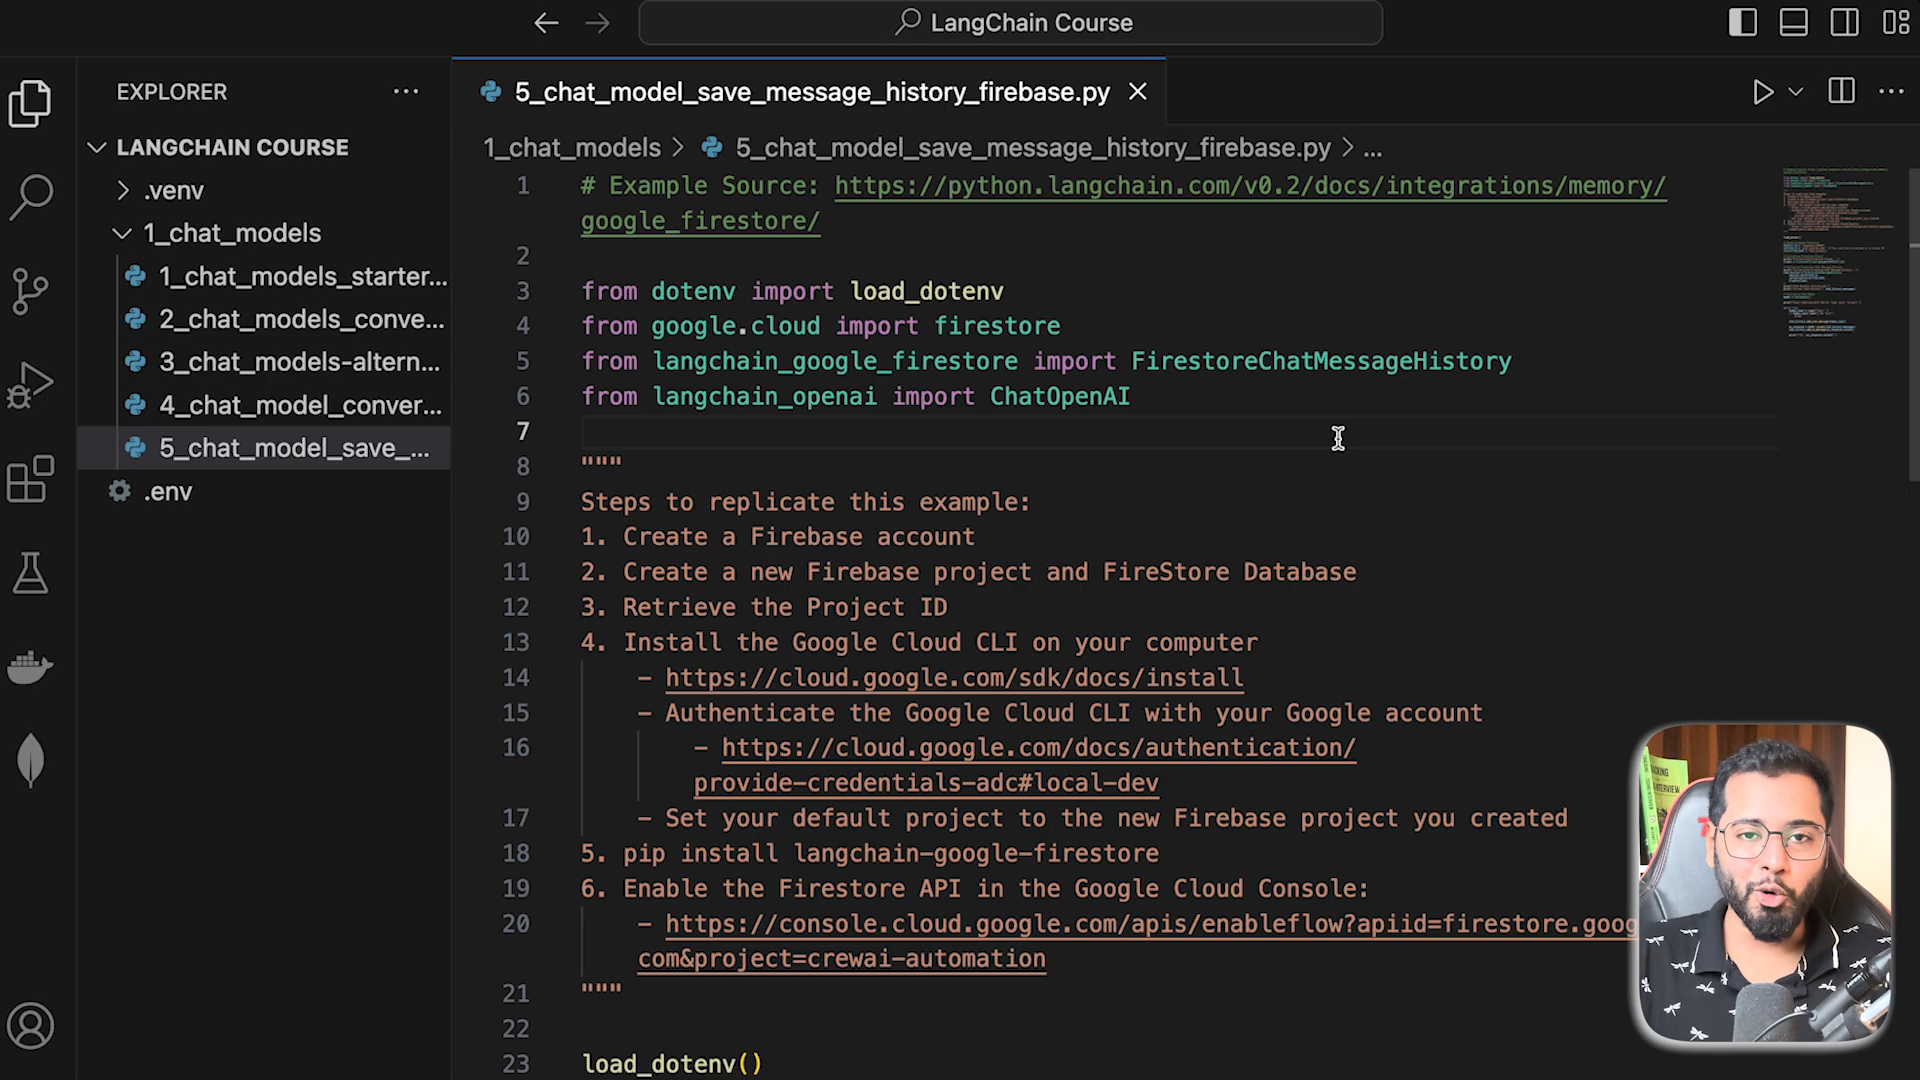 LangChain Course
EXPLORER
LANGCHAIN COURSE
.venv
1_chat_models
1_chat_models_starter...
2_chat_models_conve...
3_chat_models-altern...
4_chat_model_conver...
5_chat_model_save_...
.env
5_chat_model_save_message_history_firebase.py
1_chat_models > 5_chat_model_save_message_history_firebase.py > ...
1 # Example Source: https://python.langchain.com/v0.2/docs/integrations/memory/
google_firestore/
2
3 from dotenv import load_dotenv
4 from google.cloud import firestore
5 from langchain_google_firestore import FirestoreChatMessageHistory
6 from langchain_openai import ChatOpenAI
7
8 """
9 Steps to replicate this example:
10 1. Create a Firebase account
11 2. Create a new Firebase project and FireStore Database
12 3. Retrieve the Project ID
13 4. Install the Google Cloud CLI on your computer
14 - https://cloud.google.com/sdk/docs/install
15 - Authenticate the Google Cloud CLI with your Google account
16 - https://cloud.google.com/docs/authentication/
provide-credentials-adc#local-dev
17 - Set your default project to the new Firebase project you created
18 5. pip install langchain-google-firestore
19 6. Enable the Firestore API in the Google Cloud Console:
20 - https://console.cloud.google.com/apis/enableflow?apiid=firestore.goog
com&project=crewai-automation
21 """
22
23 load_dotenv()